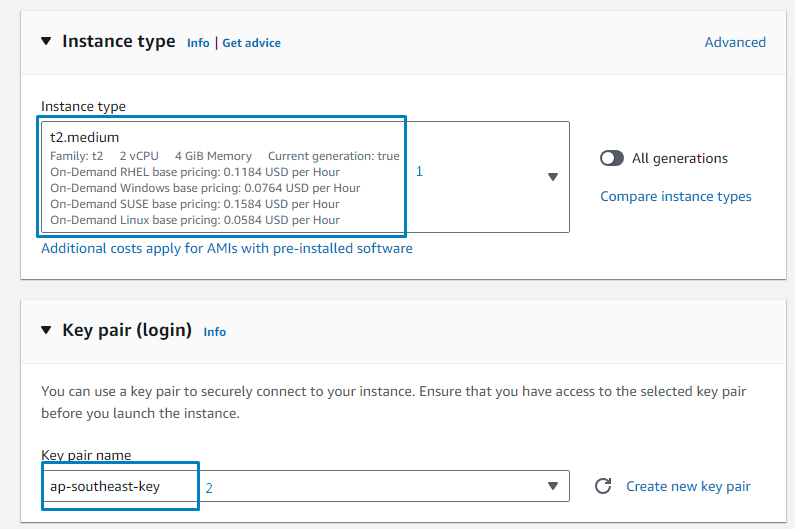 Instance type Info | Get advice Advanced
Instance type
t2.medium
Family: t2 2 vCPU 4 GiB Memory Current generation: true
On-Demand RHEL base pricing: 0.1184 USD per Hour
On-Demand Windows base pricing: 0.0764 USD per Hour
On-Demand SUSE base pricing: 0.1584 USD per Hour
On-Demand Linux base pricing: 0.0584 USD per Hour
1
All generations
Compare instance types
Additional costs apply for AMIs with pre-installed software
Key pair (login) Info
You can use a key pair to securely connect to your instance. Ensure that you have access to the selected key pair
before you launch the instance.
Key pair name
ap-southeast-key 2 Create new key pair